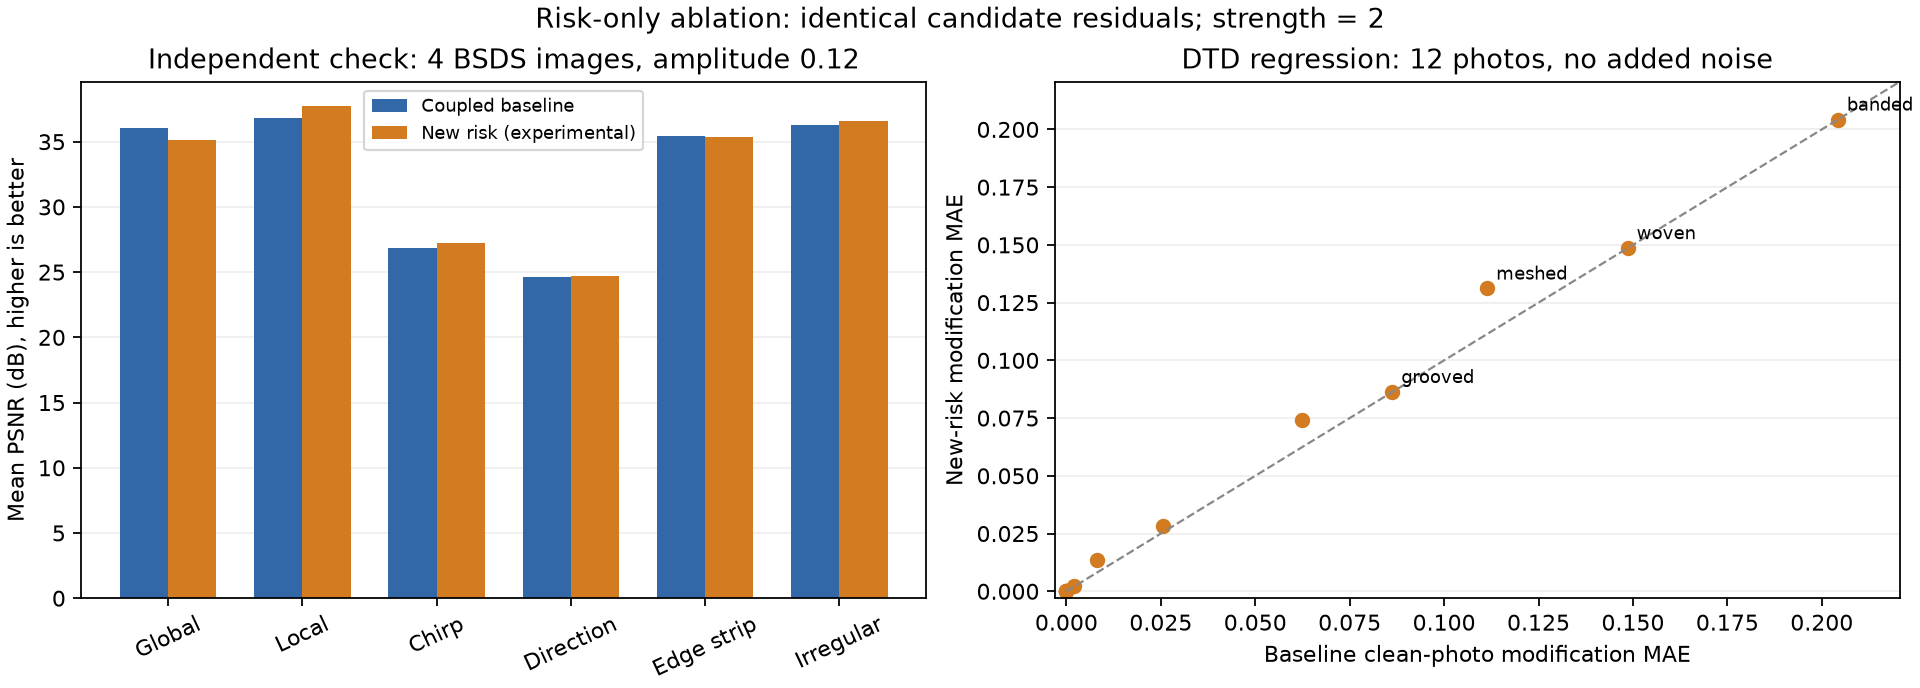 Risk-only ablation: identical candidate residuals; strength = 2
Independent check: 4 BSDS images, amplitude 0.12
Mean PSNR (dB), higher is better
35
30
25
20
15
10
5
0
Coupled baseline
New risk (experimental)
Global
Local
Chirp
Direction
Edge strip
Irregular
DTD regression: 12 photos, no added noise
New-risk modification MAE
0.200
0.175
0.150
0.125
0.100
0.075
0.050
0.025
0.000
banded
woven
meshed
grooved
0.000
0.025
0.050
0.075
0.100
0.125
0.150
0.175
0.200
Baseline clean-photo modification MAE